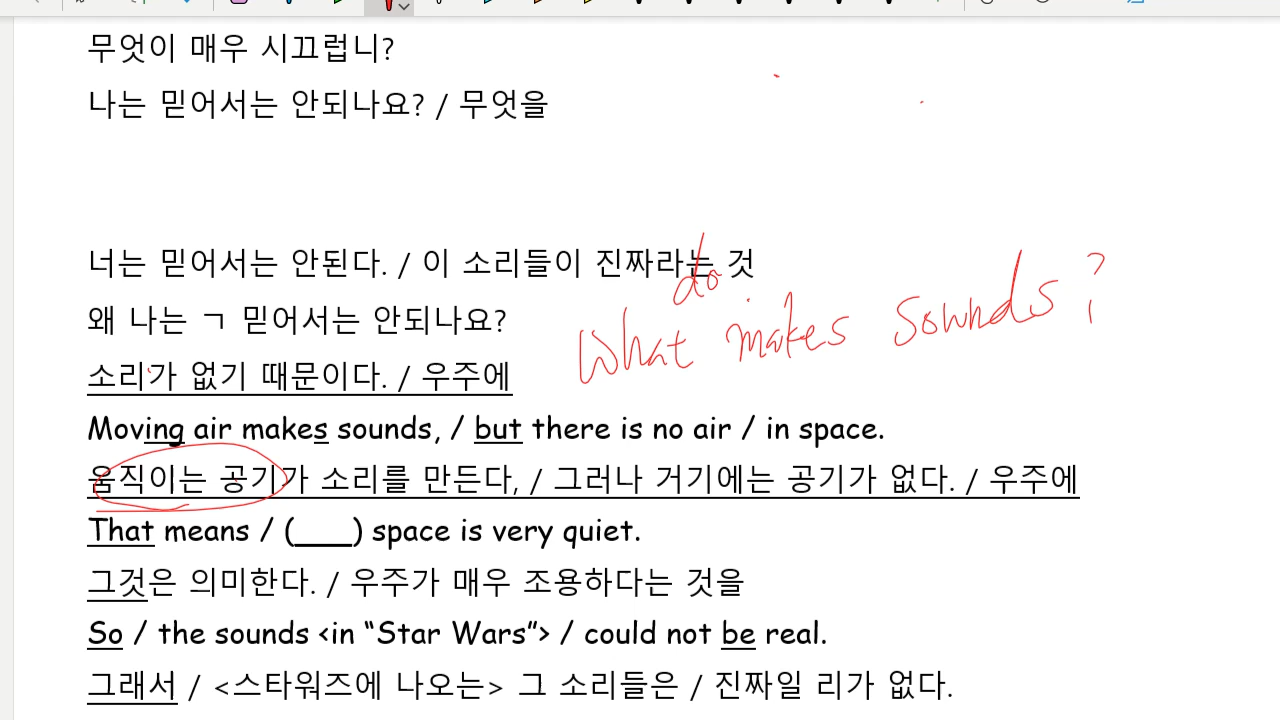 무엇이 매우 시끄럽니?
나는 믿어서는 안되나요? / 무엇을
너는 믿어서는 안된다. / 이 소리들이 진짜라는 것
do
What makes sounds?
왜 나는 ㄱ 믿어서는 안되나요?
소리가 없기 때문이다. / 우주에
Moving air makes sounds, / but there is no air / in space.
움직이는 공기가 소리를 만든다, / 그러나 거기에는 공기가 없다. / 우주에
That means / (___) space is very quiet.
그것은 의미한다. / 우주가 매우 조용하다는 것을
So / the sounds <in “Star Wars”> / could not be real.
그래서 / <스타워즈에 나오는> 그 소리들은 / 진짜일 리가 없다.